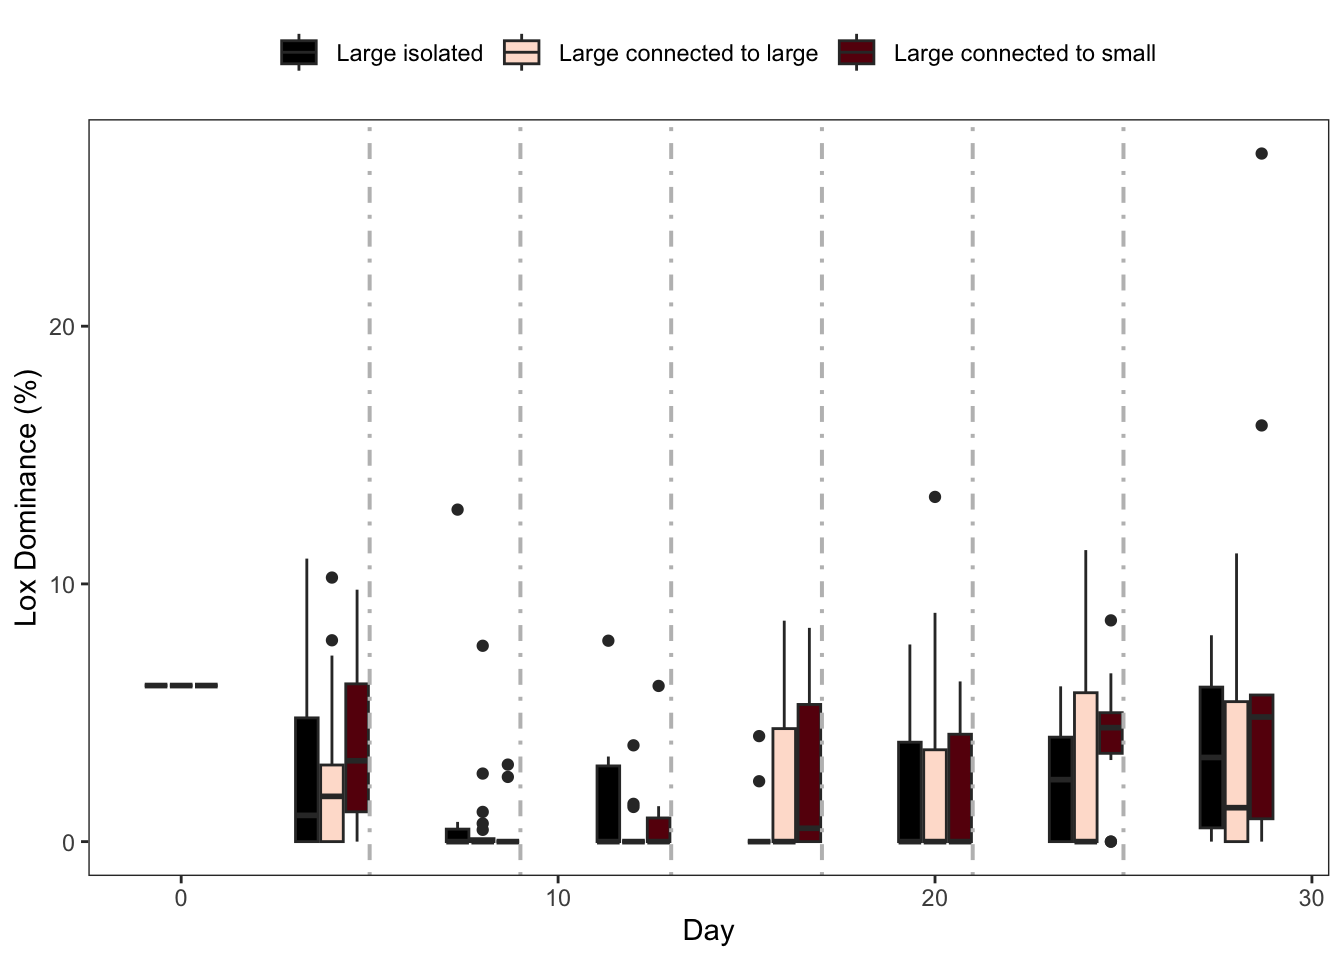 Large isolated Large connected to large Large connected to small
Lox Dominance (%)
20
10
0
0 10 20 30
Day